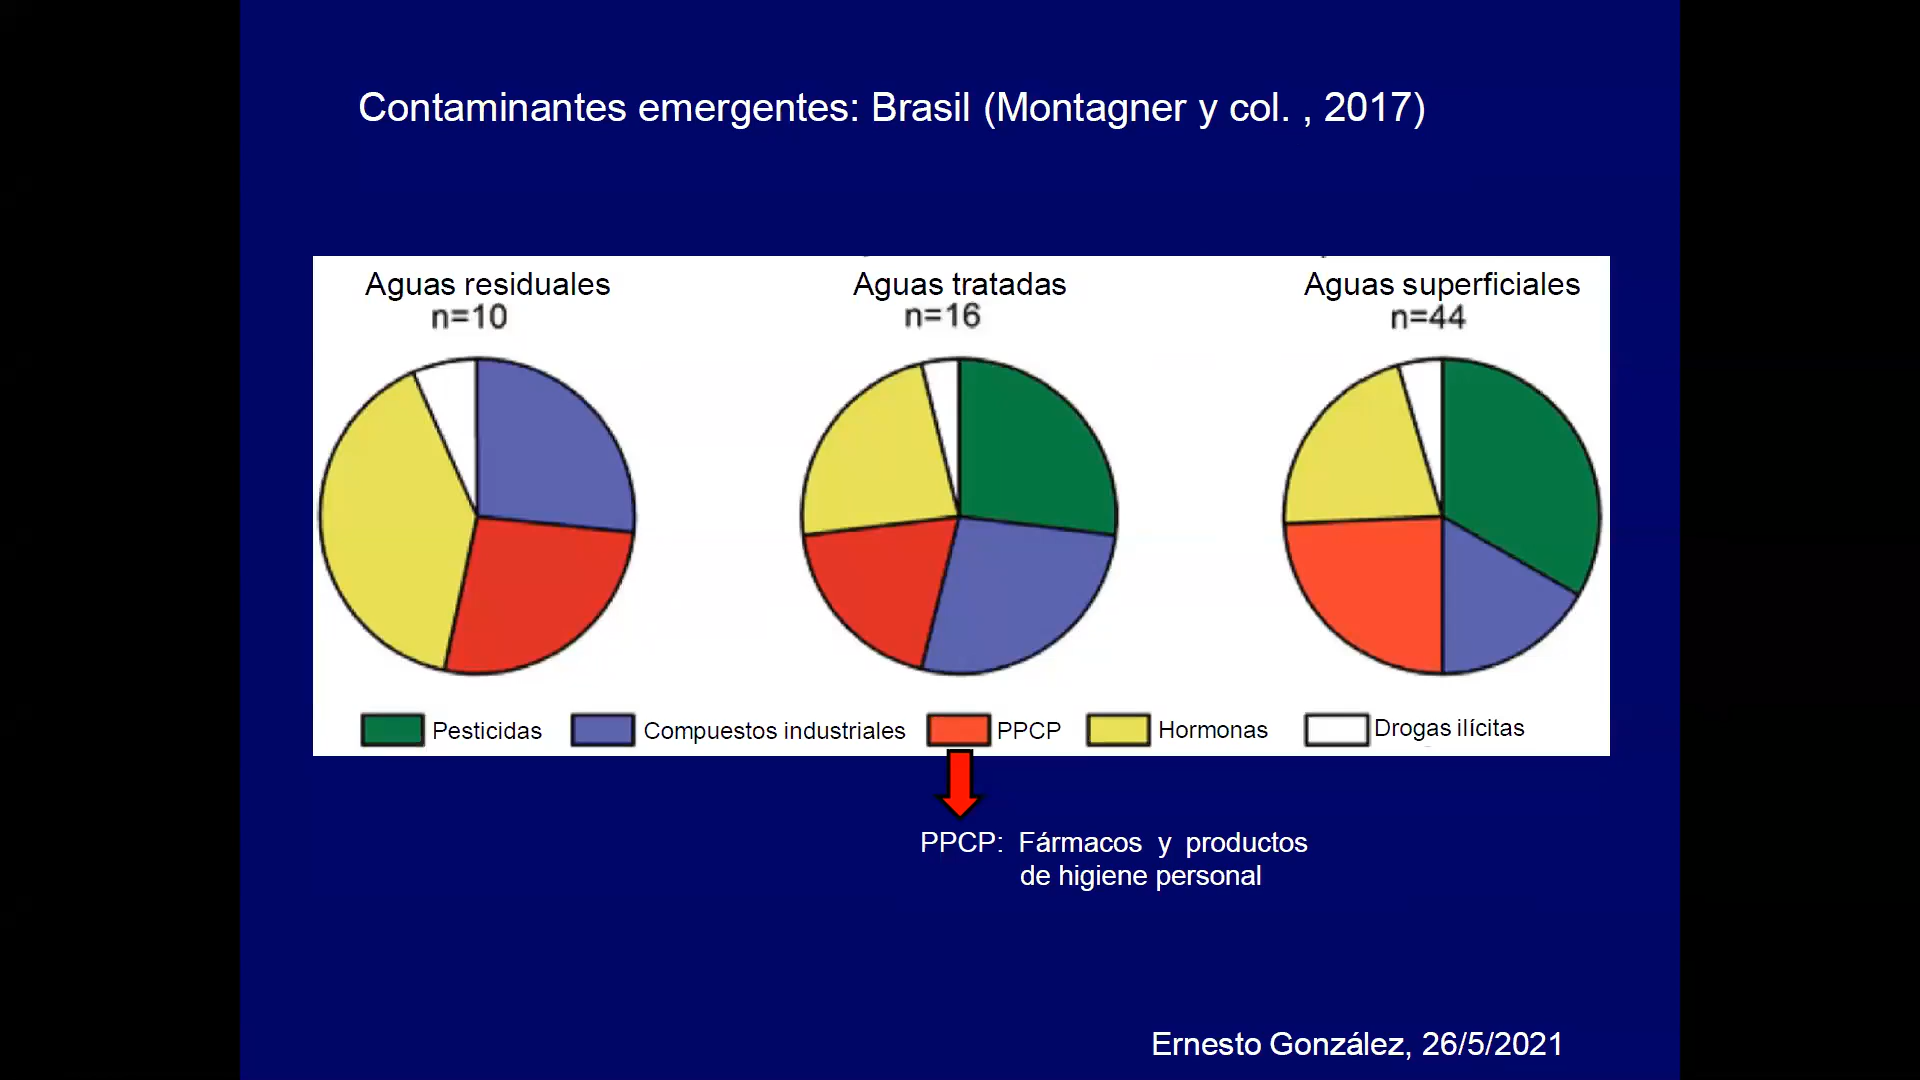 Contaminantes emergentes: Brasil (Montagner y col. , 2017)
Aguas residuales
n=10
Aguas tratadas
n=16
Aguas superficiales
n=44
Pesticidas
Compuestos industriales
PPCP
Hormonas
Drogas ilícitas
PPCP: Fármacos y productos
de higiene personal
Ernesto González, 26/5/2021